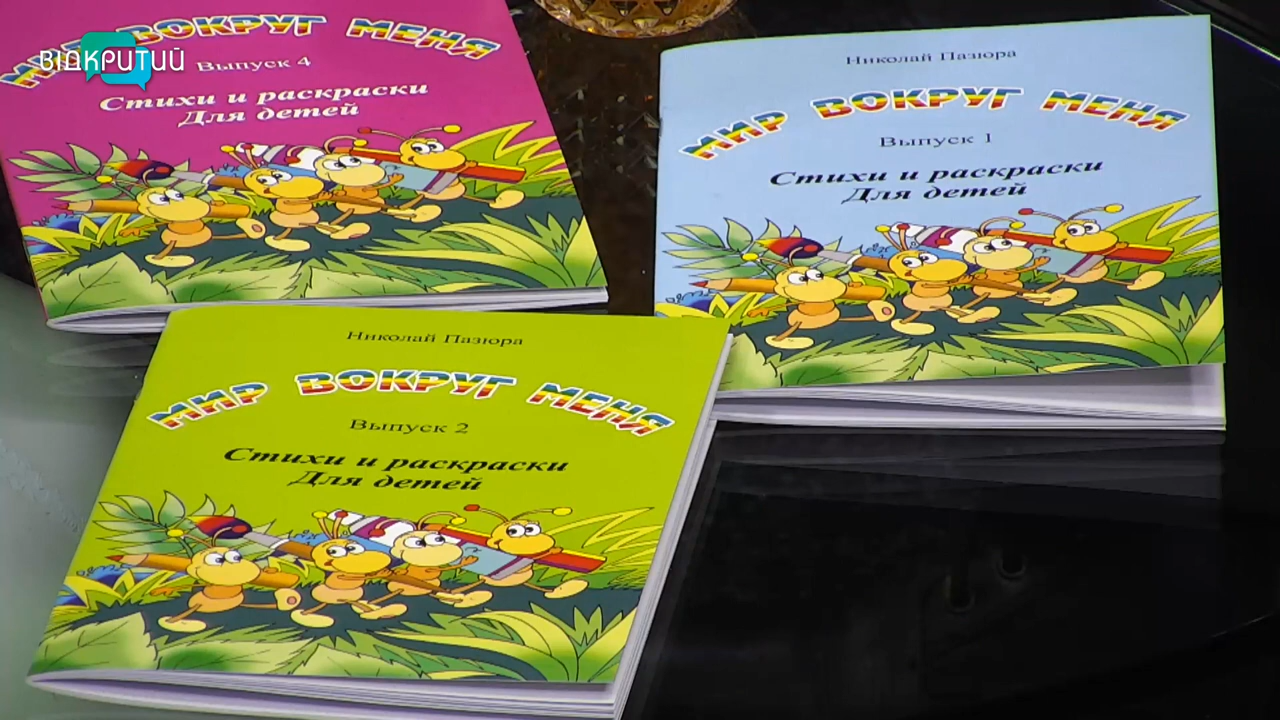 ВІДКРИТИЙ
МИР ВОКРУГ МЕНЯ
Выпуск 4
Стихи и раскраски
Для детей
Николай Пазюра
МИР ВОКРУГ МЕНЯ
Выпуск 1
Стихи и раскраски
Для детей
Николай Пазюра
МИР ВОКРУГ МЕНЯ
Выпуск 2
Стихи и раскраски
Для детей